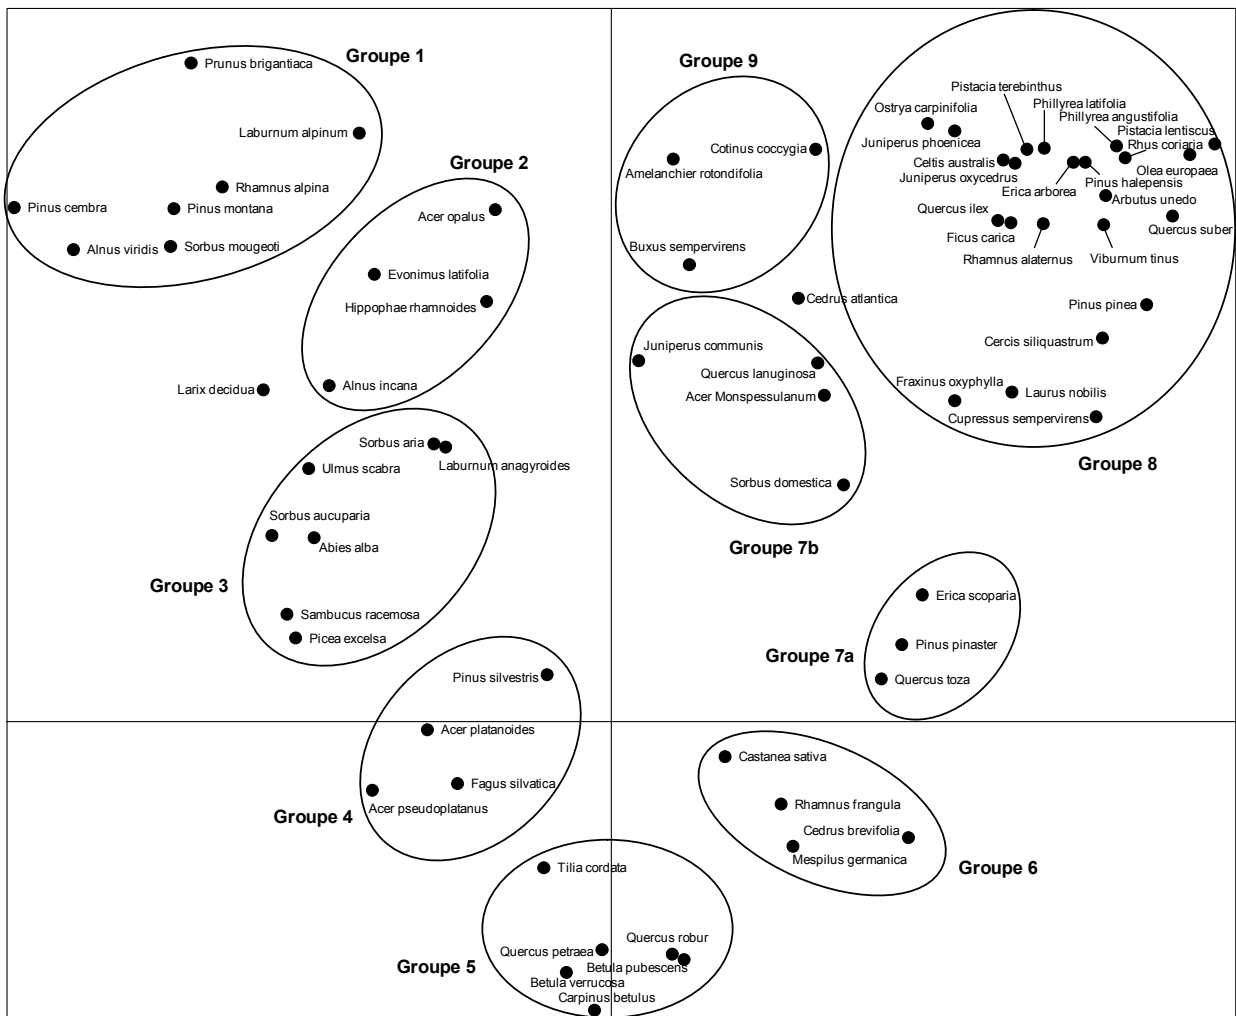 Groupe 1
Prunus brigantiaca
Laburnum alpinum
Rhamnus alpina
Pinus cembra
Pinus montana
Alnus viridis
Sorbus mougeoti
Groupe 2
Acer opalus
Evonimus latifolia
Hippophae rhamnoides
Alnus incana
Larix decidua
Sorbus aria
Laburnum anagyroides
Ulmus scabra
Sorbus aucuparia
Abies alba
Groupe 3
Sambucus racemosa
Picea excelsa
Pinus silvestris
Acer platanoides
Fagus silvatica
Acer pseudoplatanus
Groupe 4
Tilia cordata
Quercus robur
Quercus petraea
Betula pubescens
Betula verrucosa
Carpinus betulus
Groupe 5
Groupe 9
Cotinus coccygia
Amelanchier rotondifolia
Buxus sempervirens
Cedrus atlantica
Juniperus communis
Quercus lanuginosa
Acer Monspessulanum
Sorbus domestica
Groupe 7b
Pistacia terebinthus
Ostrya carpinifolia
Phillyrea latifolia
Phillyrea angustifolia
Pistacia lentiscus
Juniperus phoenicea
Rhus coriaria
Celtis australis
Olea europaea
Juniperus oxycedrus
Pinus halepensis
Erica arborea
Arbutus unedo
Quercus ilex
Quercus suber
Ficus carica
Rhamnus alaternus
Viburnum tinus
Pinus pinea
Cercis siliquastrum
Fraxinus oxyphylla
Laurus nobilis
Cupressus sempervirens
Groupe 8
Erica scoparia
Pinus pinaster
Groupe 7a
Quercus toza
Castanea sativa
Rhamnus frangula
Cedrus brevifolia
Mespilus germanica
Groupe 6